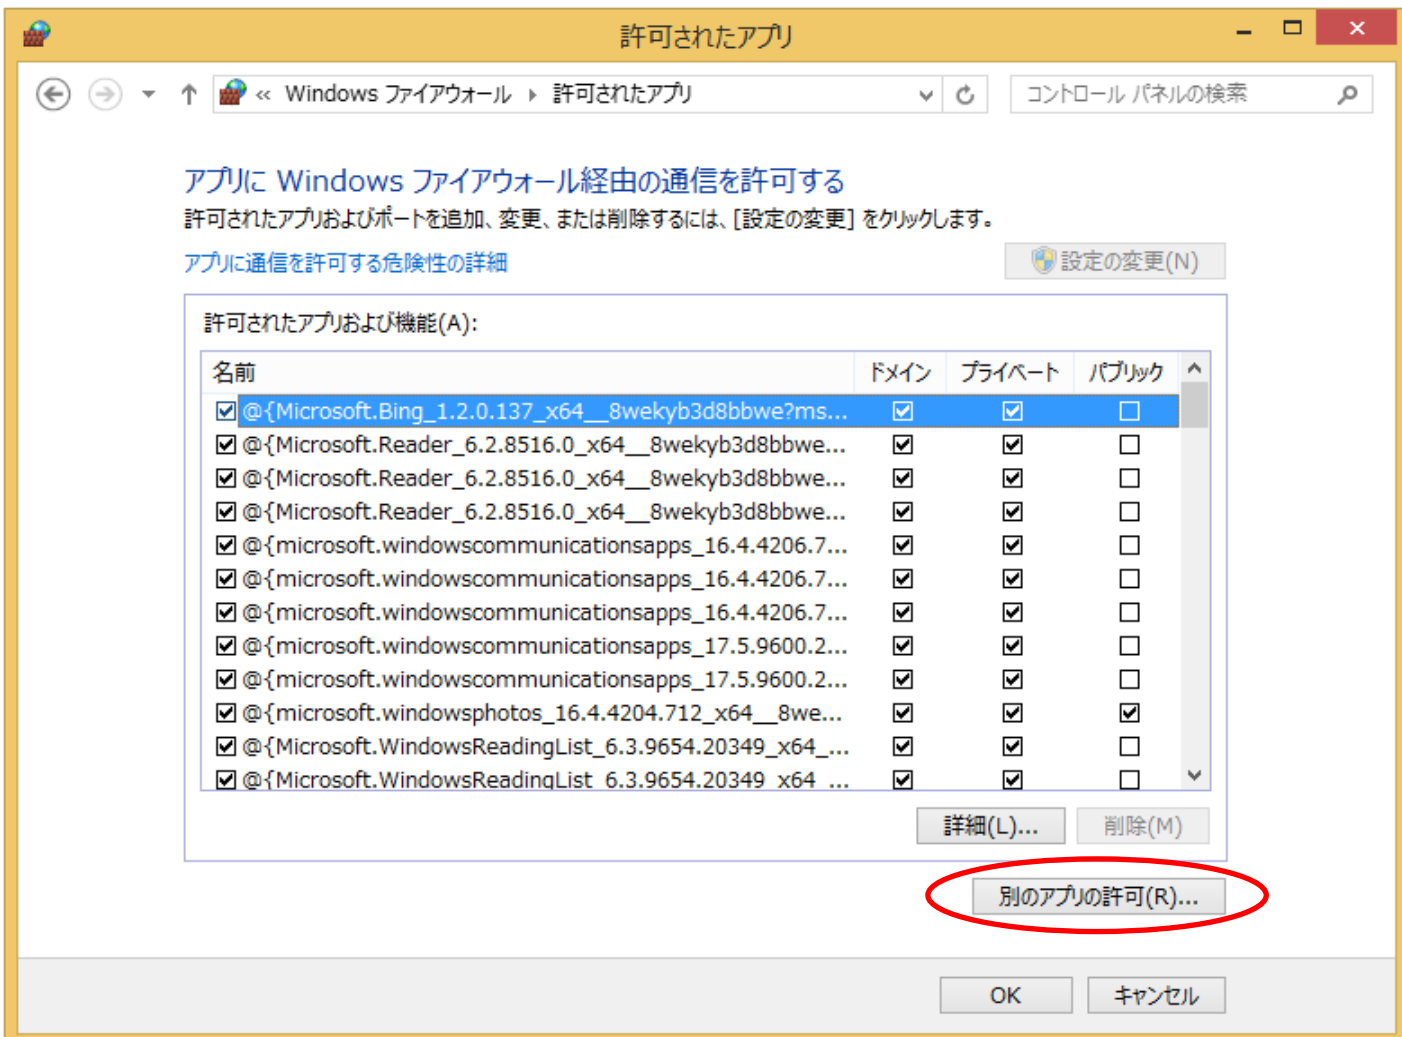 許可されたアプリ
« Windows ファイアウォール 許可されたアプリ
コントロール パネルの検索
アプリに Windows ファイアウォール経由の通信を許可する
許可されたアプリおよびポートを追加、変更、または削除するには、[設定の変更] をクリックします。
アプリに通信を許可する危険性の詳細
設定の変更(N)
許可されたアプリおよび機能(A):
名前 ドメイン プライベート パブリック
@{Microsoft.Bing_1.2.0.137_x64__8wekyb3d8bbwe?ms...
@{Microsoft.Reader_6.2.8516.0_x64__8wekyb3d8bbwe...
@{Microsoft.Reader_6.2.8516.0_x64__8wekyb3d8bbwe...
@{Microsoft.Reader_6.2.8516.0_x64__8wekyb3d8bbwe...
@{microsoft.windowscommunicationsapps_16.4.4206.7...
@{microsoft.windowscommunicationsapps_16.4.4206.7...
@{microsoft.windowscommunicationsapps_16.4.4206.7...
@{microsoft.windowscommunicationsapps_17.5.9600.2...
@{microsoft.windowscommunicationsapps_17.5.9600.2...
@{microsoft.windowsphotos_16.4.4204.712_x64__8we...
@{Microsoft.WindowsReadingList_6.3.9654.20349_x64_...
@{Microsoft.WindowsReadingList_6.3.9654.20349_x64_...
詳細(L)... 削除(M)
別のアプリの許可(R)...
OK キャンセル